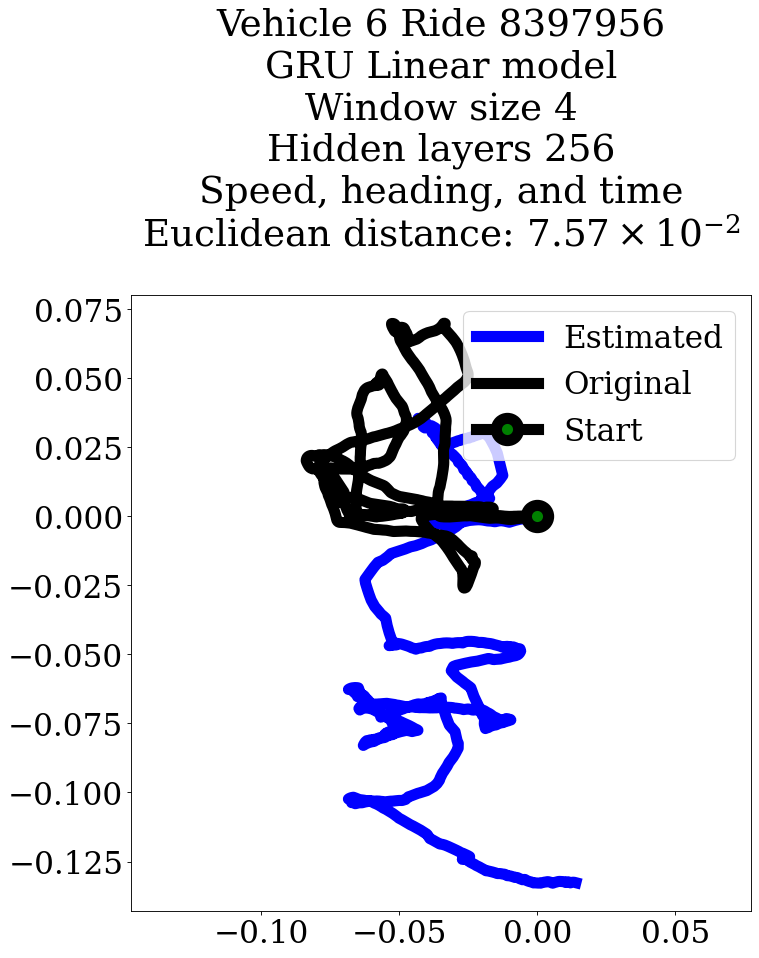 Vehicle 6 Ride 8397956
GRU Linear model
Window size 4
Hidden layers 256
Speed, heading, and time
Euclidean distance: 7.57 × 10⁻²
Estimated
Original
Start
0.075
0.050
0.025
0.000
−0.025
−0.050
−0.075
−0.100
−0.125
−0.10 −0.05 0.00 0.05